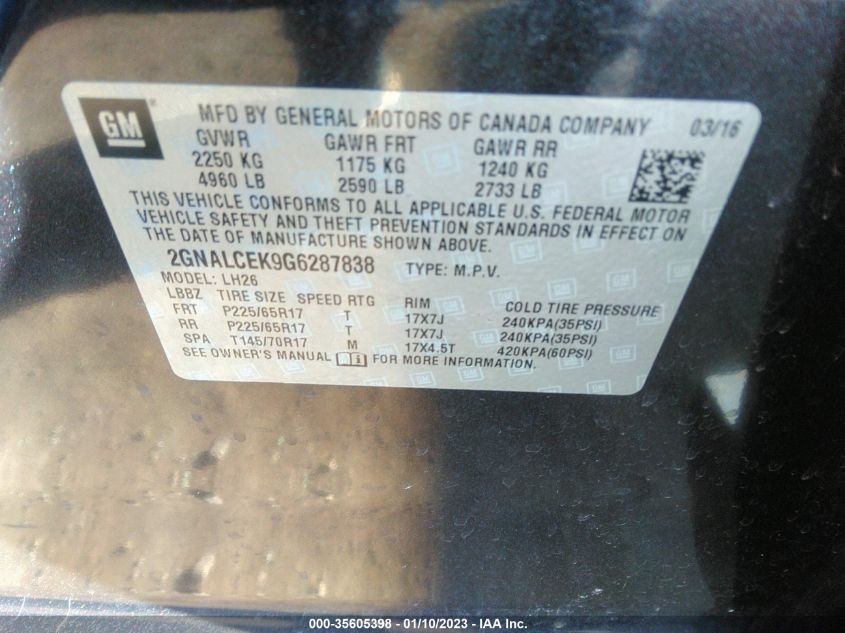 GM ® MFD BY GENERAL MOTORS OF CANADA COMPANY 03/16
GVWR GAWR FRT GAWR RR
2250 KG 1175 KG 1240 KG
4960 LB 2590 LB 2733 LB
THIS VEHICLE CONFORMS TO ALL APPLICABLE U.S. FEDERAL MOTOR
VEHICLE SAFETY AND THEFT PREVENTION STANDARDS IN EFFECT ON
THE DATE OF MANUFACTURE SHOWN ABOVE.
2GNALCEK9G6287838 TYPE: M.P.V.
MODEL: LH26
LBBZ TIRE SIZE SPEED RTG RIM COLD TIRE PRESSURE
FRT P225/65R17 T 17X7J 240KPA(35PSI)
RR P225/65R17 T 17X7J 240KPA(35PSI)
SPA T145/70R17 M 17X4.5T 420KPA(60PSI)
SEE OWNER'S MANUAL FOR MORE INFORMATION.
000-35605398 - 01/10/2023 - IAA Inc.